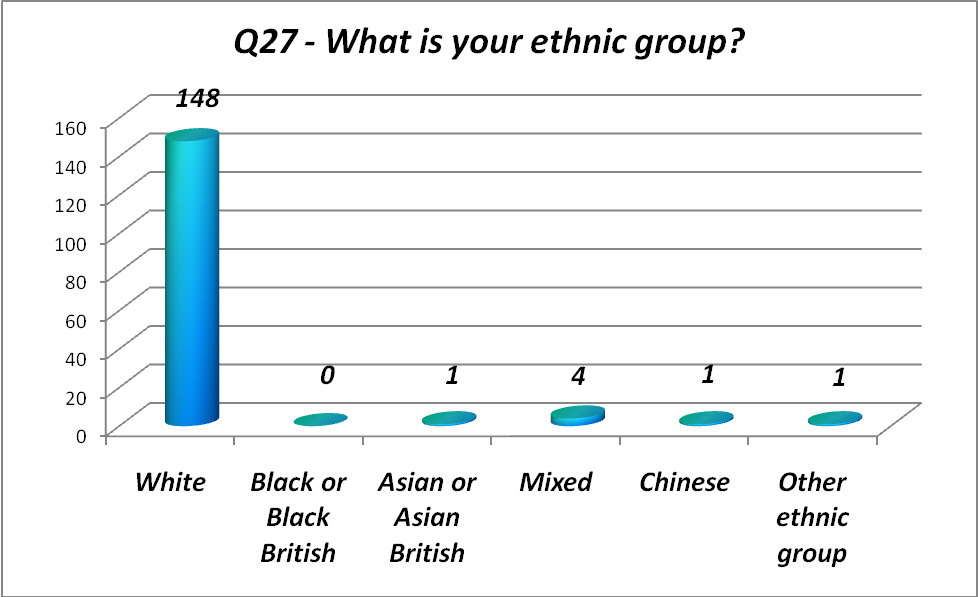 Q27 - What is your ethnic group?
148
160
140
120
100
80
60
40
20
0
0
1
4
1
1
White
Black or
Black
British
Asian or
Asian
British
Mixed
Chinese
Other
ethnic
group